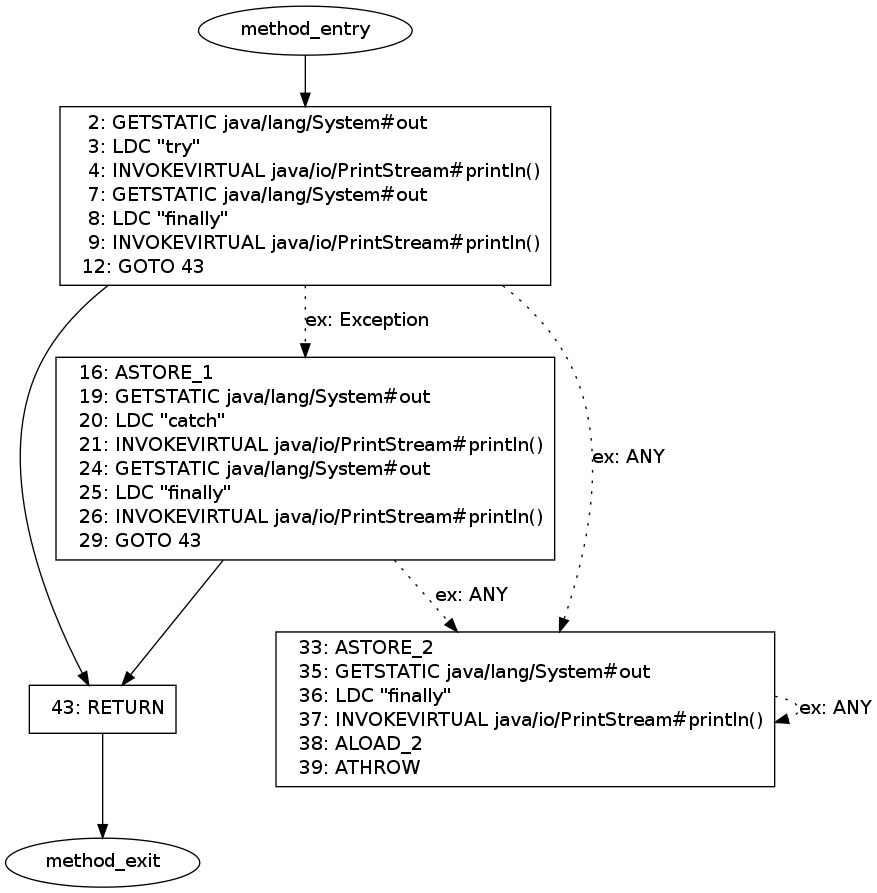 method_entry
2: GETSTATIC java/lang/System#out
3: LDC "try"
4: INVOKEVIRTUAL java/io/PrintStream#println()
7: GETSTATIC java/lang/System#out
8: LDC "finally"
9: INVOKEVIRTUAL java/io/PrintStream#println()
12: GOTO 43
ex: Exception
16: ASTORE_1
19: GETSTATIC java/lang/System#out
20: LDC "catch"
21: INVOKEVIRTUAL java/io/PrintStream#println()
24: GETSTATIC java/lang/System#out
25: LDC "finally"
26: INVOKEVIRTUAL java/io/PrintStream#println()
29: GOTO 43
ex: ANY
ex: ANY
33: ASTORE_2
35: GETSTATIC java/lang/System#out
36: LDC "finally"
37: INVOKEVIRTUAL java/io/PrintStream#println()
38: ALOAD_2
39: ATHROW
ex: ANY
43: RETURN
method_exit